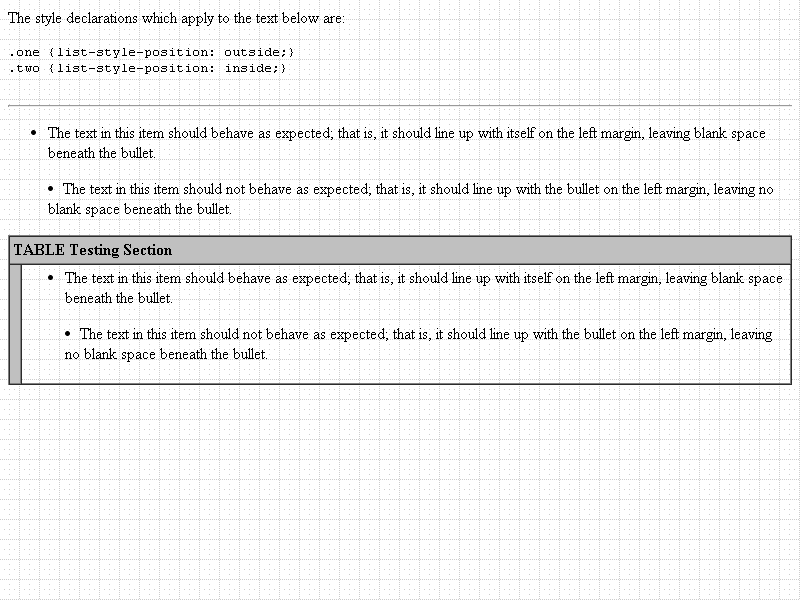 The style declarations which apply to the text below are:
.one {list-style-position: outside;}
.two {list-style-position: inside;}
• The text in this item should behave as expected; that is, it should line up with itself on the left margin, leaving blank space
beneath the bullet.
• The text in this item should not behave as expected; that is, it should line up with the bullet on the left margin, leaving no
blank space beneath the bullet.
TABLE Testing Section
• The text in this item should behave as expected; that is, it should line up with itself on the left margin, leaving blank space
beneath the bullet.
• The text in this item should not behave as expected; that is, it should line up with the bullet on the left margin, leaving
no blank space beneath the bullet.